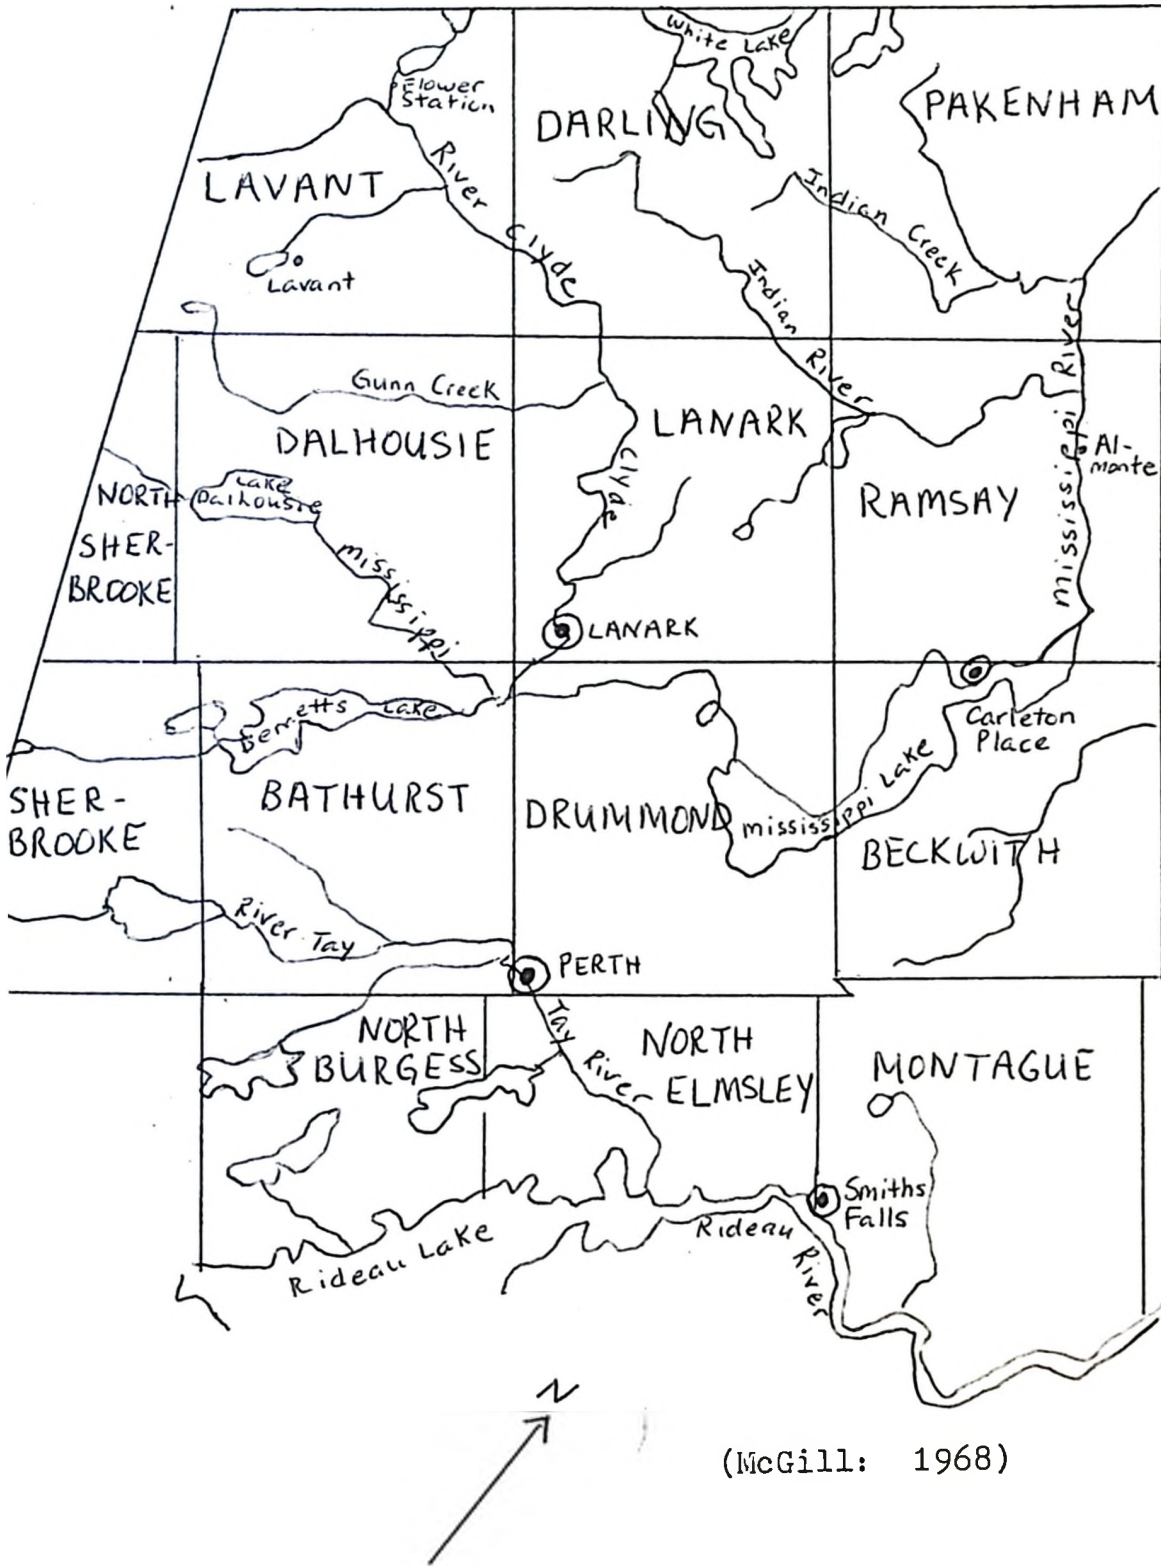 White Lake
Flower
Station
PAKENHAM
DARLING
River Clyde
LAVANT
Indian Creek
Lavant
Indian River
Mississippi River
Gunn Creek
LANARK
DALHOUSIE
Al-
monte
Clyde
Lake
Dalhousie
NORTH
SHER-
BROOKE
RAMSAY
Mississippi
LANARK
Bennetts Lake
Carleton
Place
Mississippi Lake
SHER-
BROOKE
BATHURST
DRUMMOND
BECKWITH
River Tay
PERTH
Tay River
NORTH
BURGESS
NORTH
ELMSLEY
MONTAGUE
Smiths
Falls
Rideau Lake
Rideau River
N
(McGill: 1968)